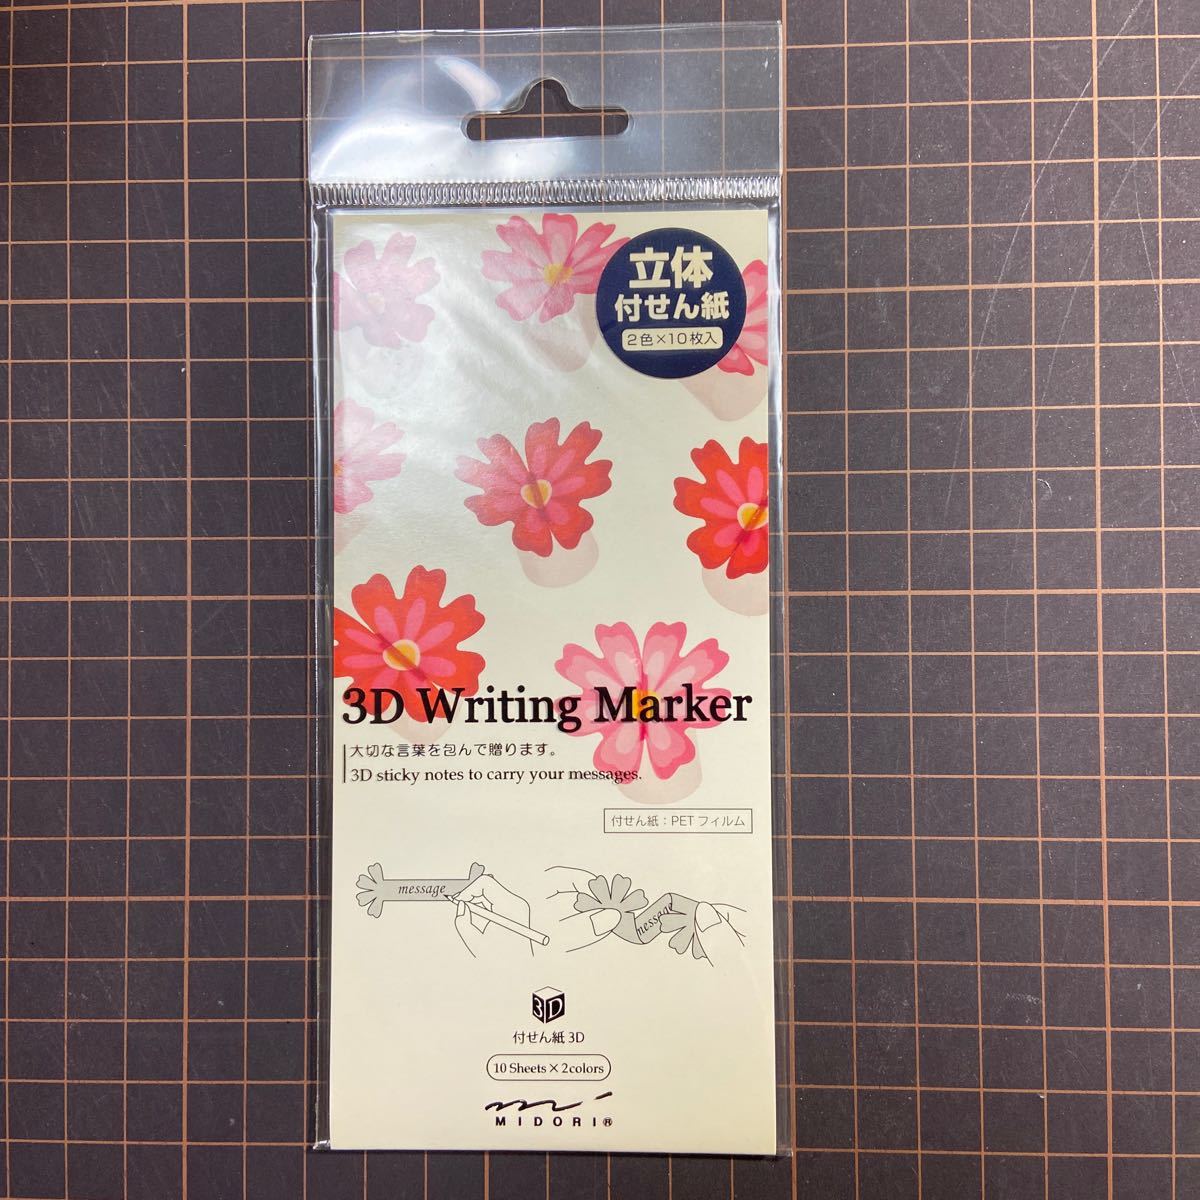 立体
付せん紙
2色×10枚入
3D Writing Marker
大切な言葉を包んで贈ります。
3D sticky notes to carry your messages.
付せん紙：PETフィルム
message
message
3D
付せん紙 3D
10 Sheets × 2colors
MIDORI®